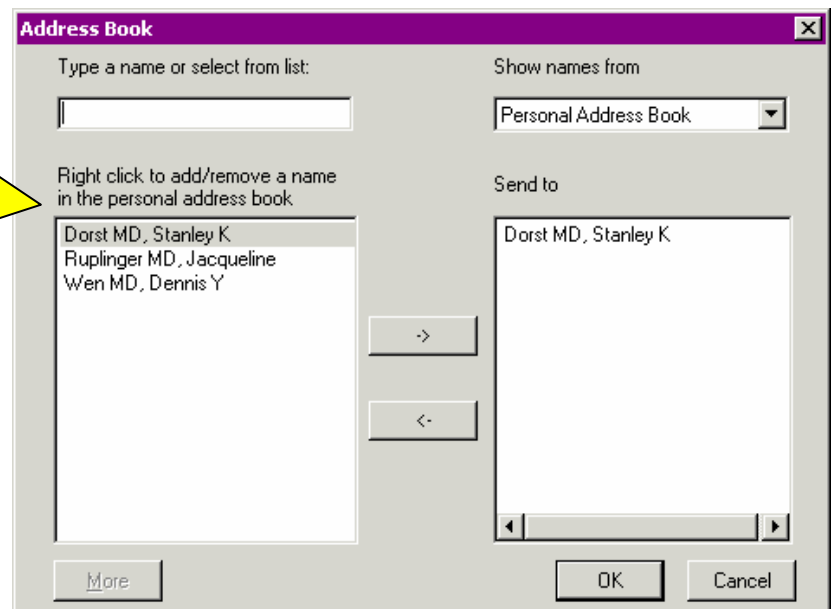 Address Book
Type a name or select from list:
Show names from
Personal Address Book
Right click to add/remove a name
in the personal address book
Send to
Dorst MD, Stanley K
Ruplinger MD, Jacqueline
Wen MD, Dennis Y
Dorst MD, Stanley K
->
<-
More
OK
Cancel